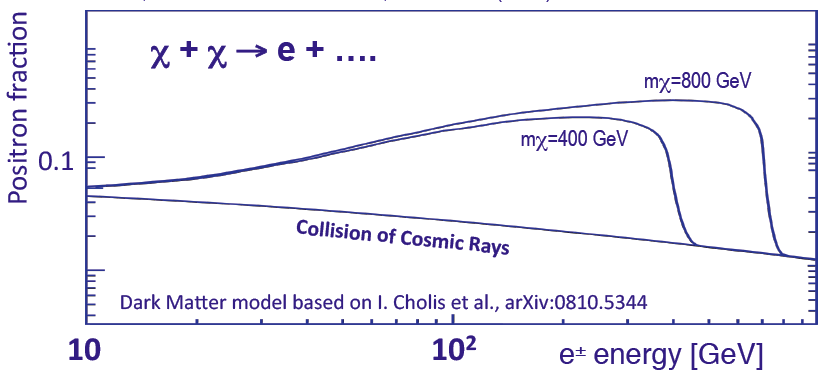 χ + χ → e + ....
mχ=800 GeV
mχ=400 GeV
Positron fraction
0.1
Collision of Cosmic Rays
Dark Matter model based on I. Cholis et al., arXiv:0810.5344
10
10²
e± energy [GeV]